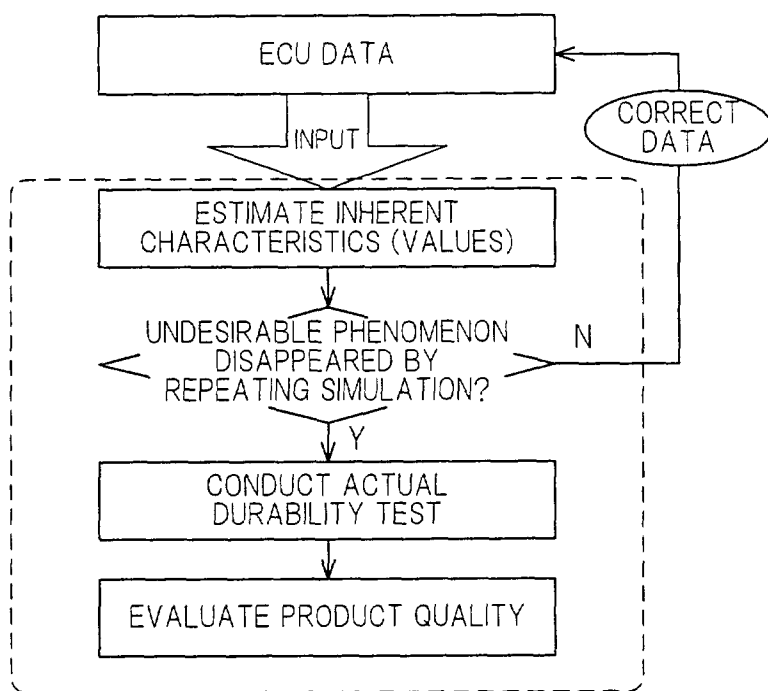 ECU DATA
INPUT
CORRECT
DATA
ESTIMATE INHERENT
CHARACTERISTICS (VALUES)
UNDESIRABLE PHENOMENON
DISAPPEARED BY
REPEATING SIMULATION?
N
Y
CONDUCT ACTUAL
DURABILITY TEST
EVALUATE PRODUCT QUALITY